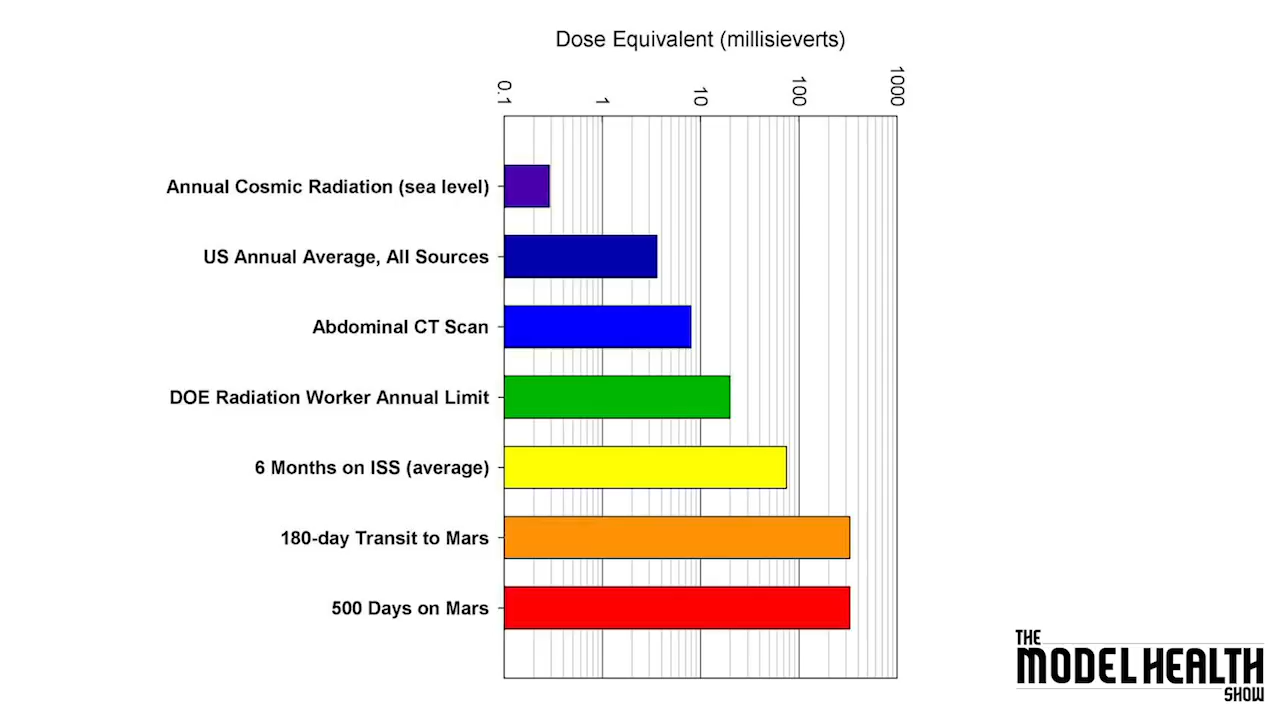 Dose Equivalent (millisieverts)
0.1
1
10
100
1000
Annual Cosmic Radiation (sea level)
US Annual Average, All Sources
Abdominal CT Scan
DOE Radiation Worker Annual Limit
6 Months on ISS (average)
180-day Transit to Mars
500 Days on Mars
THE
MODEL HEALTH
SHOW